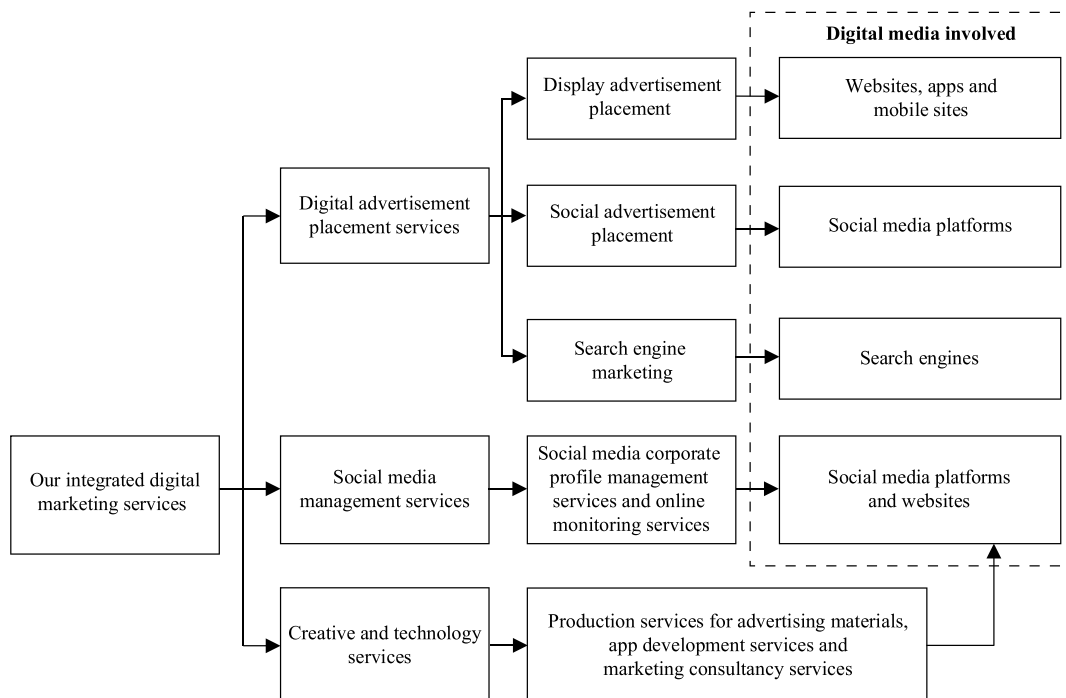 Digital media involved
Display advertisement
placement
Websites, apps and
mobile sites
Digital advertisement
placement services
Social advertisement
placement
Social media platforms
Search engine
marketing
Search engines
Our integrated digital
marketing services
Social media
management services
Social media corporate
profile management
services and online
monitoring services
Social media platforms
and websites
Creative and technology
services
Production services for advertising materials,
app development services and
marketing consultancy services